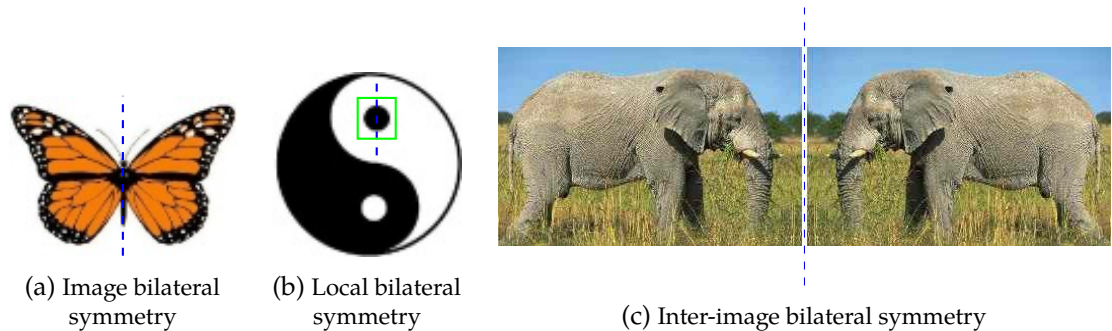 (a) Image bilateral
symmetry
(b) Local bilateral
symmetry
(c) Inter-image bilateral symmetry